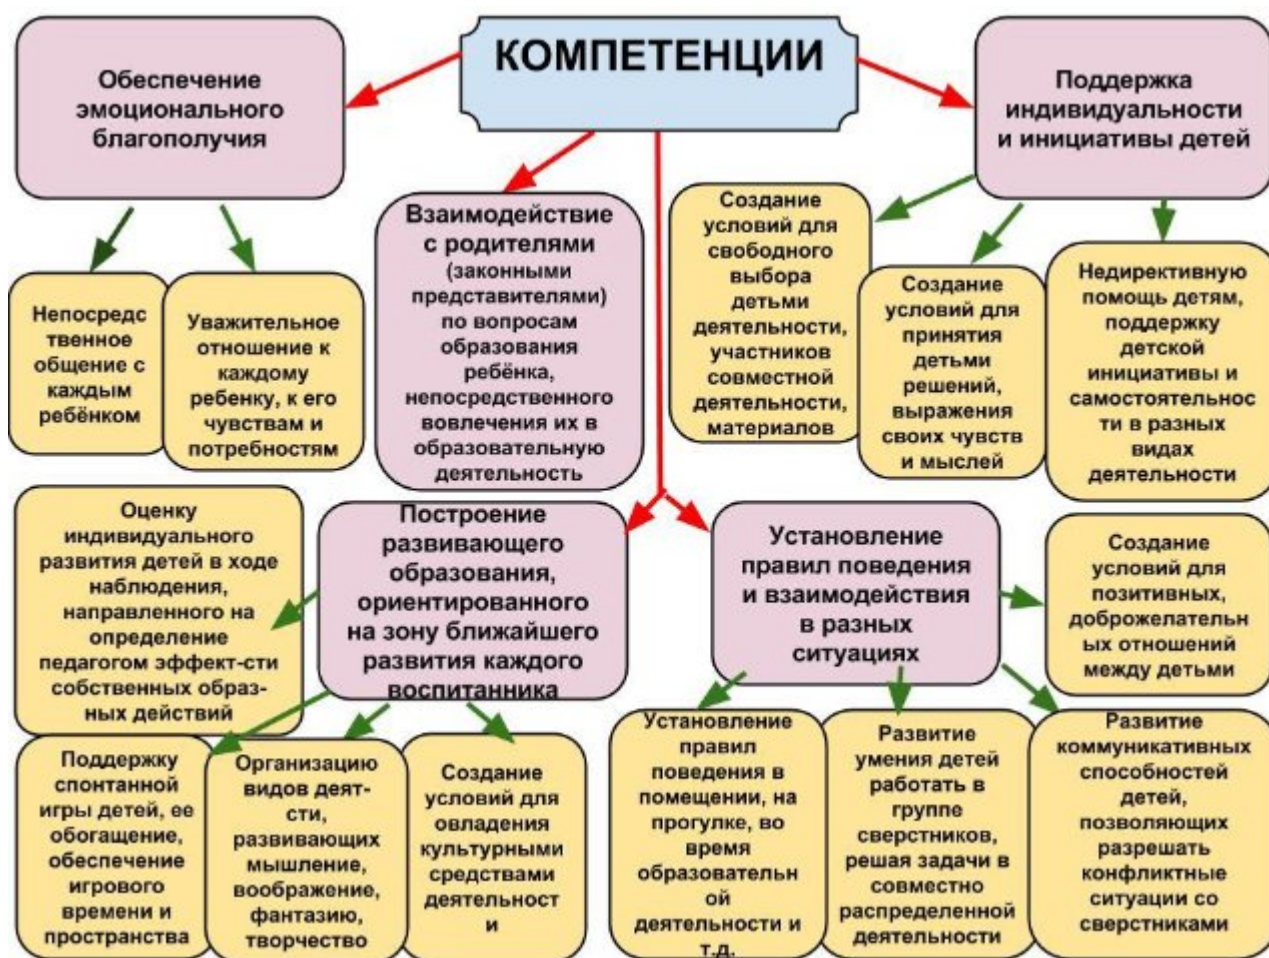 КОМПЕТЕНЦИИ
Обеспечение
эмоционального
благополучия
Поддержка
индивидуальности
и инициативы детей
Непосредс
твенное
общение с
каждым
ребёнком
Уважительное
отношение к
каждому
ребенку, к его
чувствам и
потребностям
Взаимодействие
с родителями
(законными
представителями)
по вопросам
образования
ребёнка,
непосредственного
вовлечения их в
образовательную
деятельность
Создание
условий для
свободного
выбора
детьми
деятельности,
участников
совместной
деятельности,
материалов
Создание
условий для
принятия
детьми
решений,
выражения
своих чувств
и мыслей
Недирективную
помощь детям,
поддержку
детской
инициативы и
самостоятельнос
ти в разных
видах
деятельности
Оценку
индивидуального
развития детей в ходе
наблюдения,
направленного на
определение
педагогом эффект-сти
собственных образ-
ных действий
Построение
развивающего
образования,
ориентированного
на зону ближайшего
развития каждого
воспитанника
Установление
правил поведения
и взаимодействия
в разных
ситуациях
Создание
условий для
позитивных,
доброжелательн
ых отношений
между детьми
Поддержку
спонтанной
игры детей, ее
обогащение,
обеспечение
игрового
времени и
пространства
Организацию
видов деят-
сти,
развивающих
мышление,
воображение,
фантазию,
творчество
Создание
условий для
овладения
культурными
средствами
деятельност
и
Установление
правил
поведения в
помещении, на
прогулке, во
время
образовательн
ой
деятельности и
т.д.
Развитие
умения детей
работать в
группе
сверстников,
решая задачи в
совместно
распределенной
деятельности
Развитие
коммуникативных
способностей
детей,
позволяющих
разрешать
конфликтные
ситуации со
сверстниками